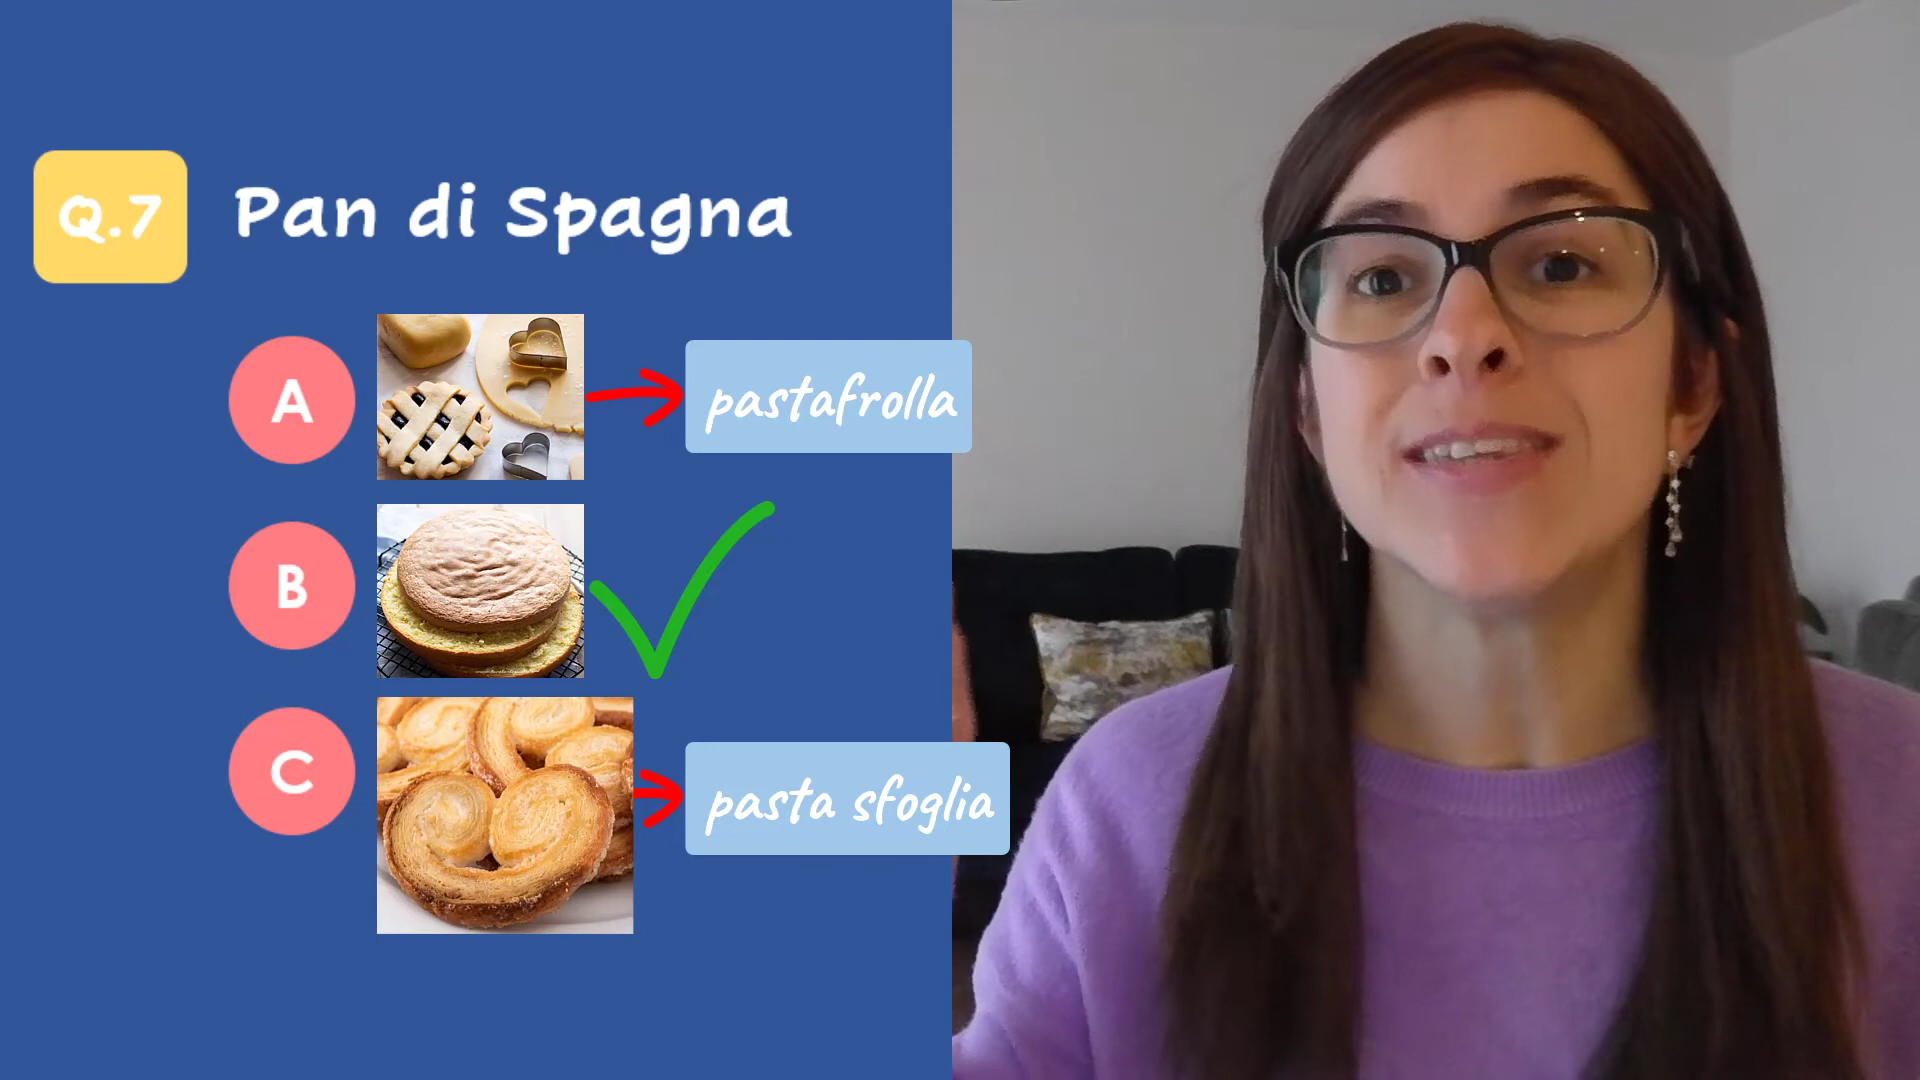 Q.7 Pan di Spagna
A
pastafrolla
B
C
pasta sfoglia